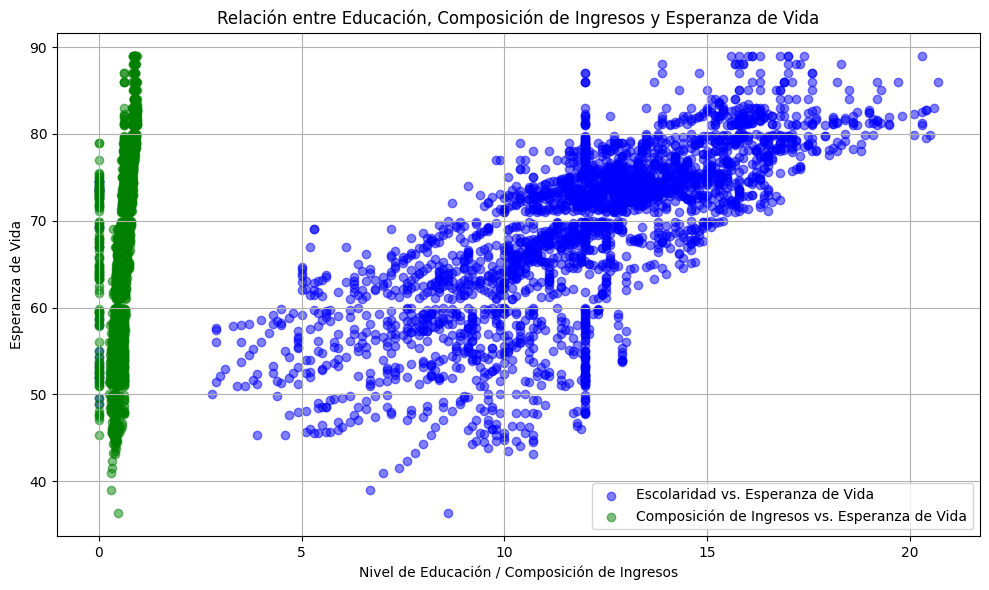 Relación entre Educación, Composición de Ingresos y Esperanza de Vida
Esperanza de Vida
90
80
70
60
50
40
0
5
10
15
20
Nivel de Educación / Composición de Ingresos
Escolaridad vs. Esperanza de Vida
Composición de Ingresos vs. Esperanza de Vida